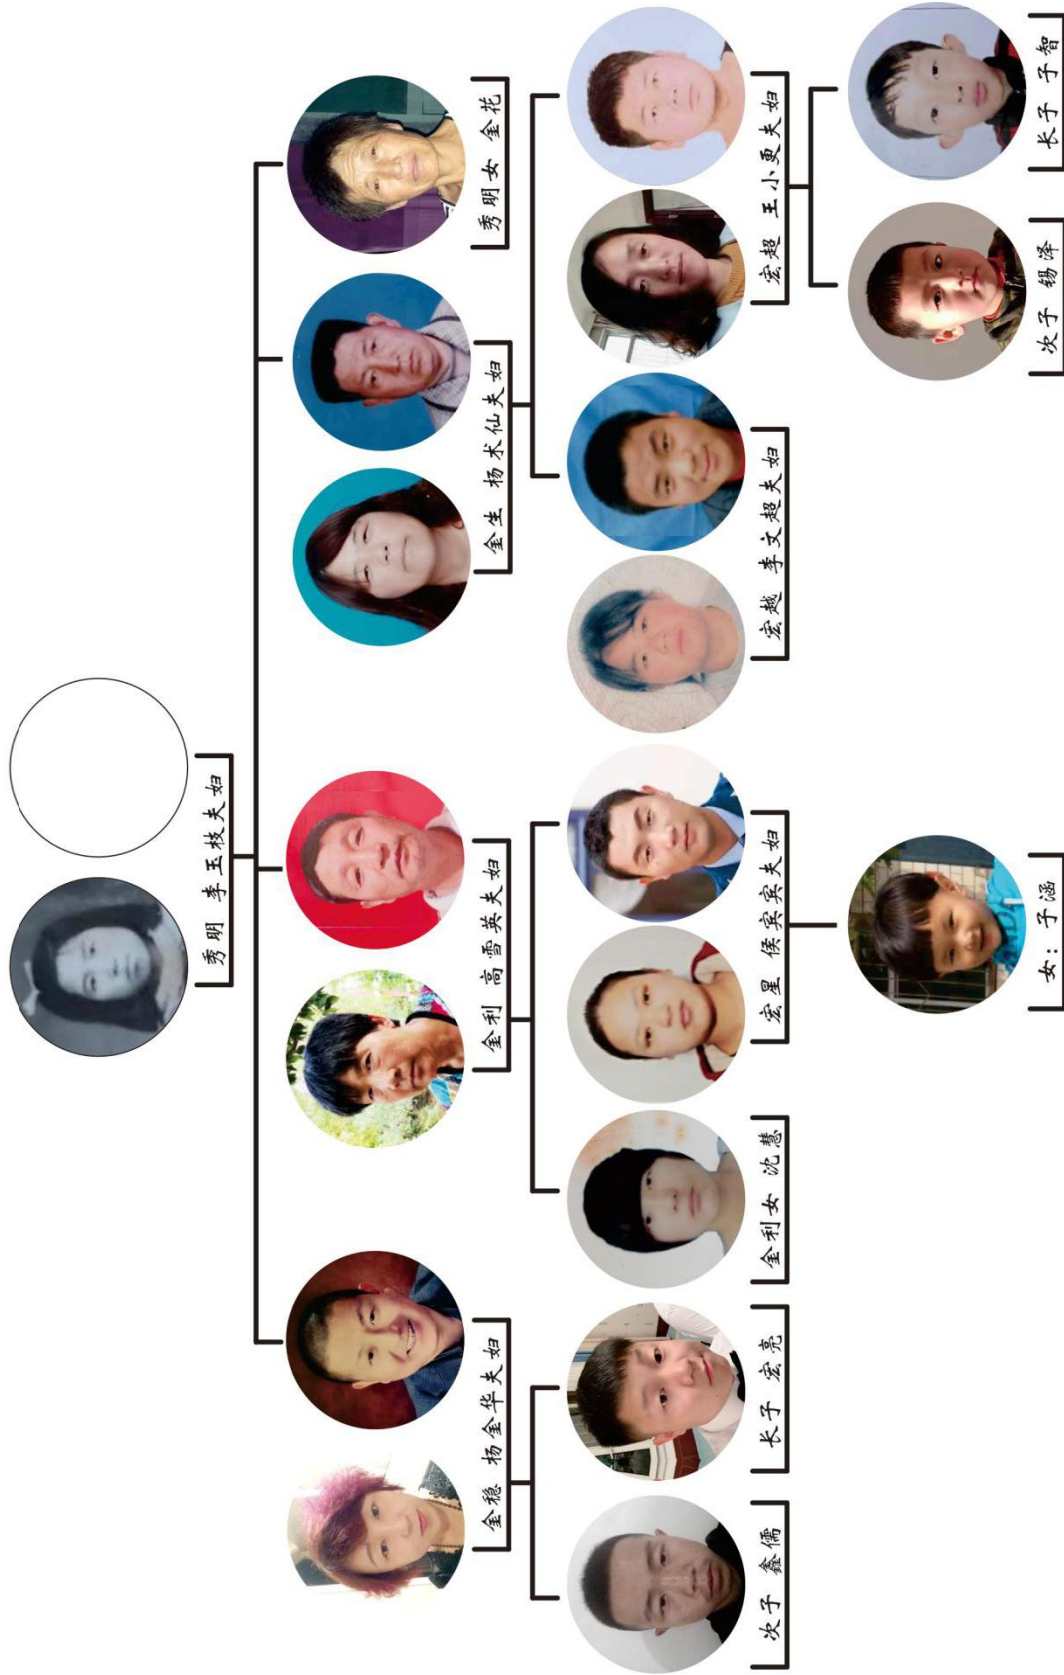 秀明 李玉枝夫妇
金稳 杨金华夫妇
金利 高雪英夫妇
金生 杨术仙夫妇
秀明女 金花
次子 鑫儒
长子 宏亮
金利女 沈慧
宏星 侯宾宾夫妇
宏越 李文超夫妇
宏超 王小更夫妇
女：子涵
次子 锡泽
长子 子智